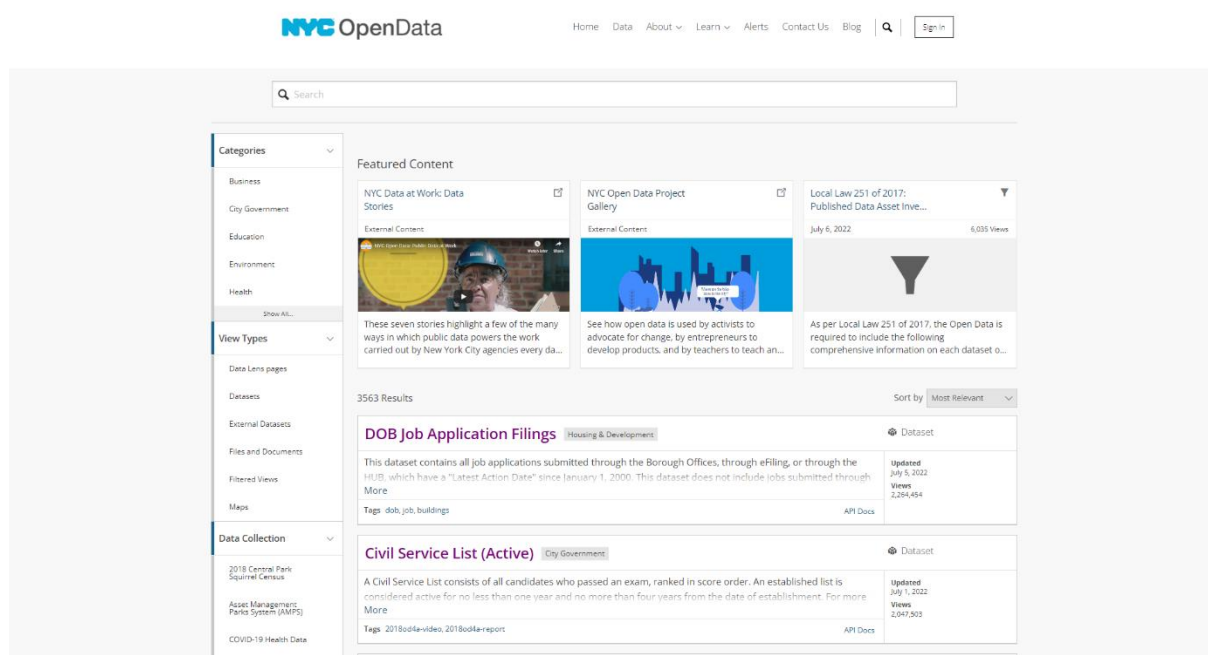 NYC OpenData
Home Data About Learn Alerts Contact Us Blog Sign In
Search
Categories
Business
City Government
Education
Environment
Health
Show All...
View Types
Data Lens pages
Datasets
External Datasets
Files and Documents
Filtered Views
Maps
Data Collection
2018 Central Park
Squirrel Census
Asset Management
Parks System (AMPS)
COVID-19 Health Data
Featured Content
NYC Data at Work: Data
Stories
External Content
NYC Open Data: Public Data at Work
Watch later Share
These seven stories highlight a few of the many
ways in which public data powers the work
carried out by New York City agencies every da...
NYC Open Data Project
Gallery
External Content
See how open data is used by activists to
advocate for change, by entrepreneurs to
develop products, and by teachers to teach an...
Local Law 251 of 2017:
Published Data Asset Inve...
July 6, 2022 6,035 Views
As per Local Law 251 of 2017, the Open Data is
required to include the following
comprehensive information on each dataset o...
3563 Results
Sort by Most Relevant
DOB Job Application Filings Housing & Development
Dataset
This dataset contains all job applications submitted through the Borough Offices, through eFiling, or through the
HUB, which have a "Latest Action Date" since January 1, 2000. This dataset does not include jobs submitted through
More
Tags dob, job, buildings
API Docs
Updated
July 5, 2022
Views
2,264,454
Civil Service List (Active) City Government
Dataset
A Civil Service List consists of all candidates who passed an exam, ranked in score order. An established list is
considered active for no less than one year and no more than four years from the date of establishment. For more
More
Tags 2018od4a-video, 2018od4a-report
API Docs
Updated
July 1, 2022
Views
2,047,503